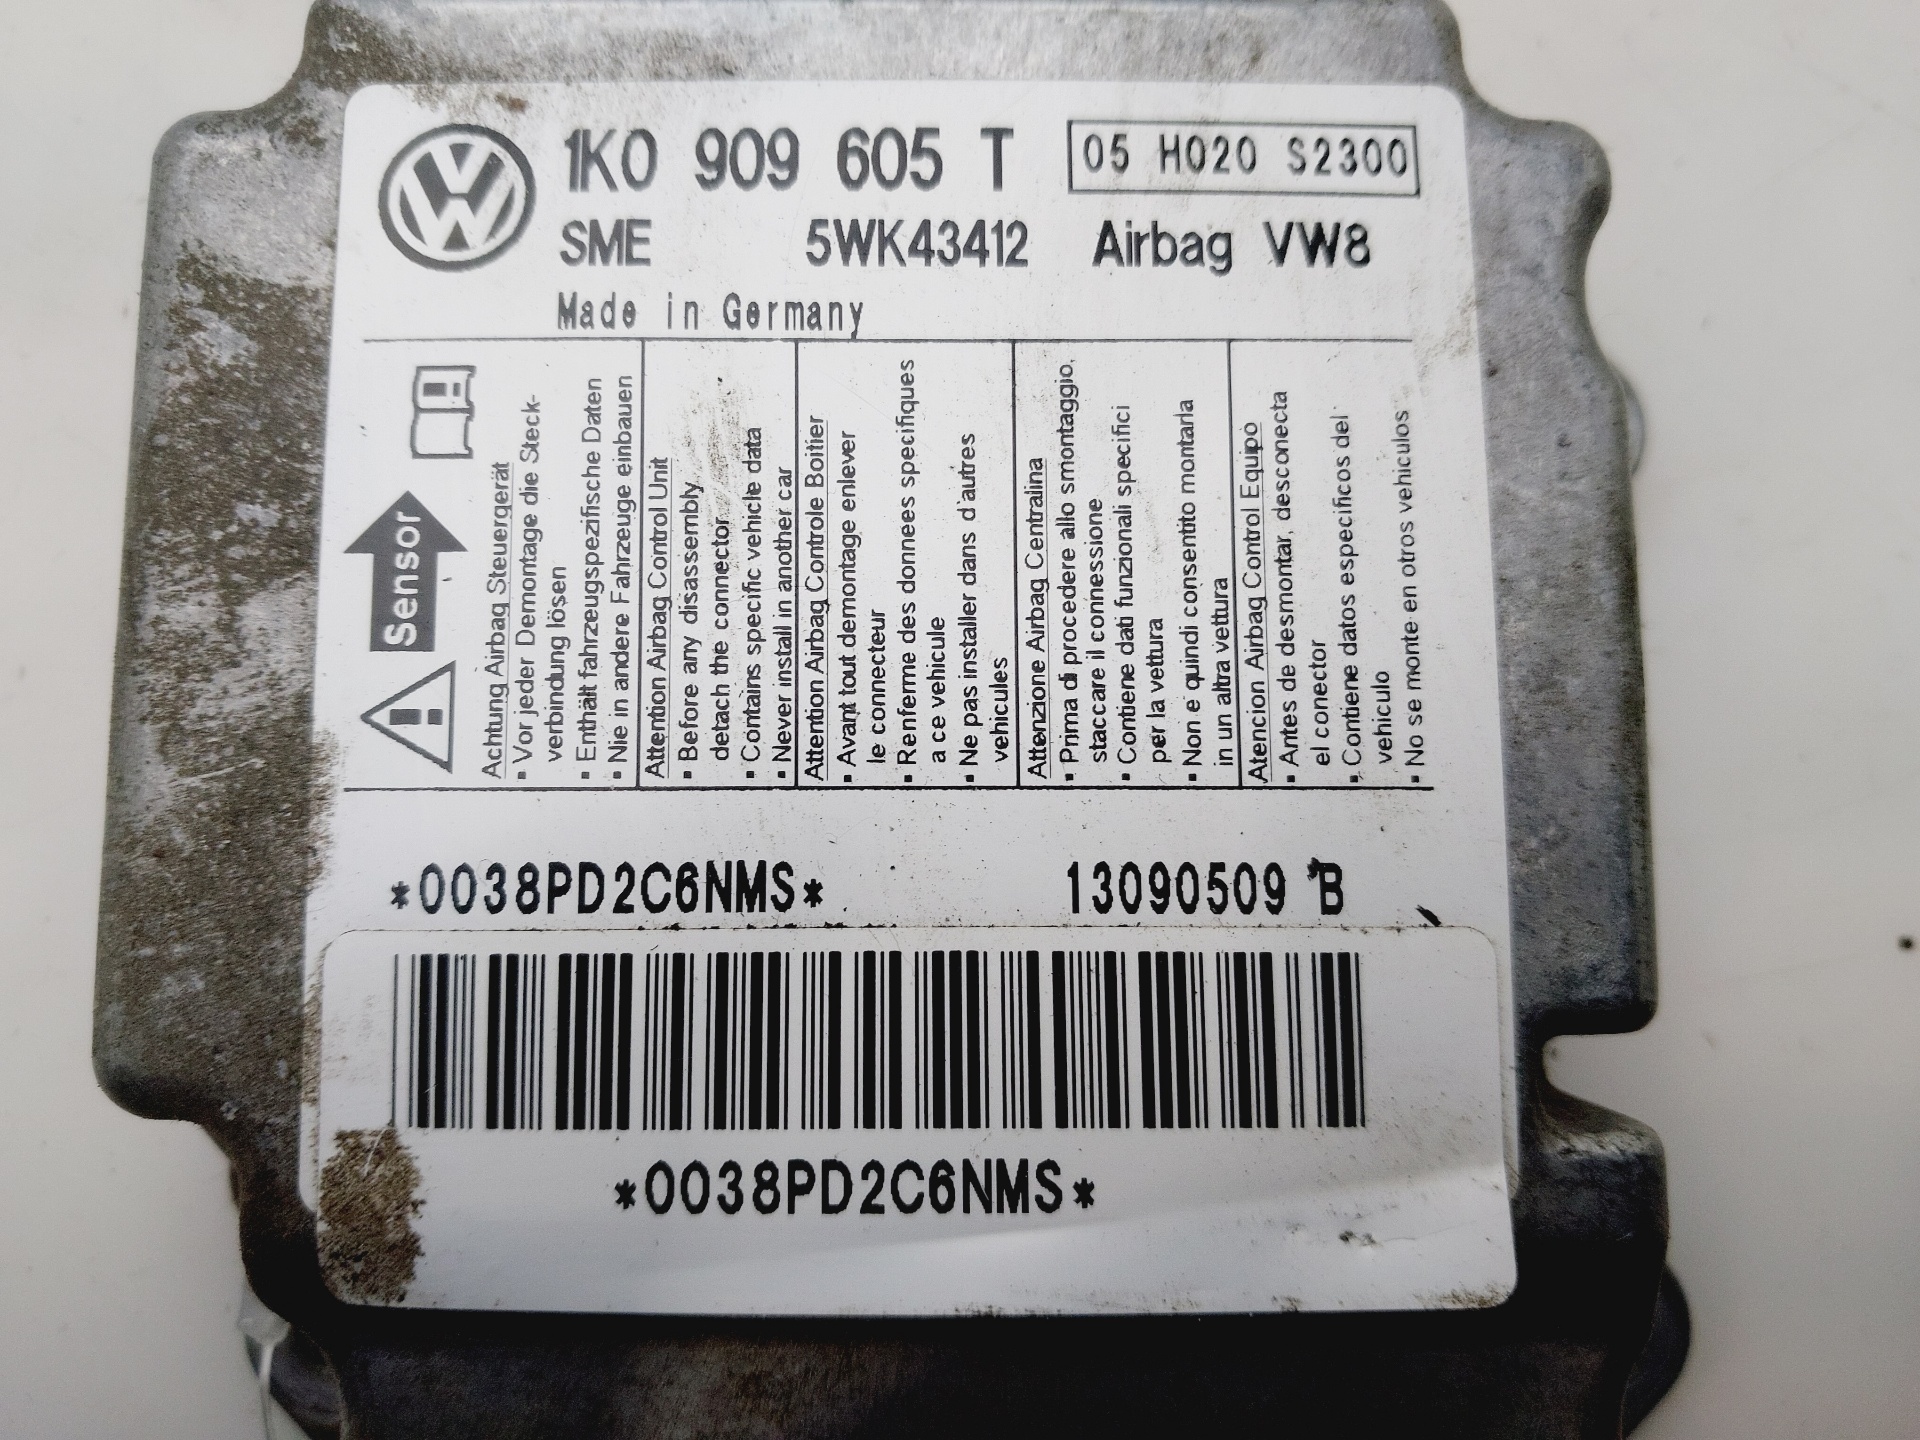 1K0 909 605 T
05 H020 S2300
SME 5WK43412 Airbag VW8
Made in Germany
Sensor
Achtung Airbag Steuergerät
▪ Vor jeder Demontage die Steck-
verbindung lösen
▪ Enthält fahrzeugspezifische Daten
▪ Nie in andere Fahrzeuge einbauen
Attention Airbag Control Unit
▪ Before any disassembly
detach the connector
▪ Contains specific vehicle data
▪ Never install in another car
Attention Airbag Controle Boitier
▪ Avant tout demontage enlever
le connecteur
▪ Renferme des donnees specifiques
a ce vehicule
▪ Ne pas installer dans d'autres
vehicules
Attenzione Airbag Centralina
▪ Prima di procedere allo smontaggio,
staccare il connessione
▪ Contiene dati funzionali specifici
per la vettura
▪ Non e' quindi consentito montarla
in un altra vettura
Atencion Airbag Control Equipo
▪ Antes de desmontar, desconecta
el conector
▪ Contiene datos especificos del
vehiculo
▪ No se monte en otros vehiculos
*0038PD2C6NMS* 13090509 B
*0038PD2C6NMS*